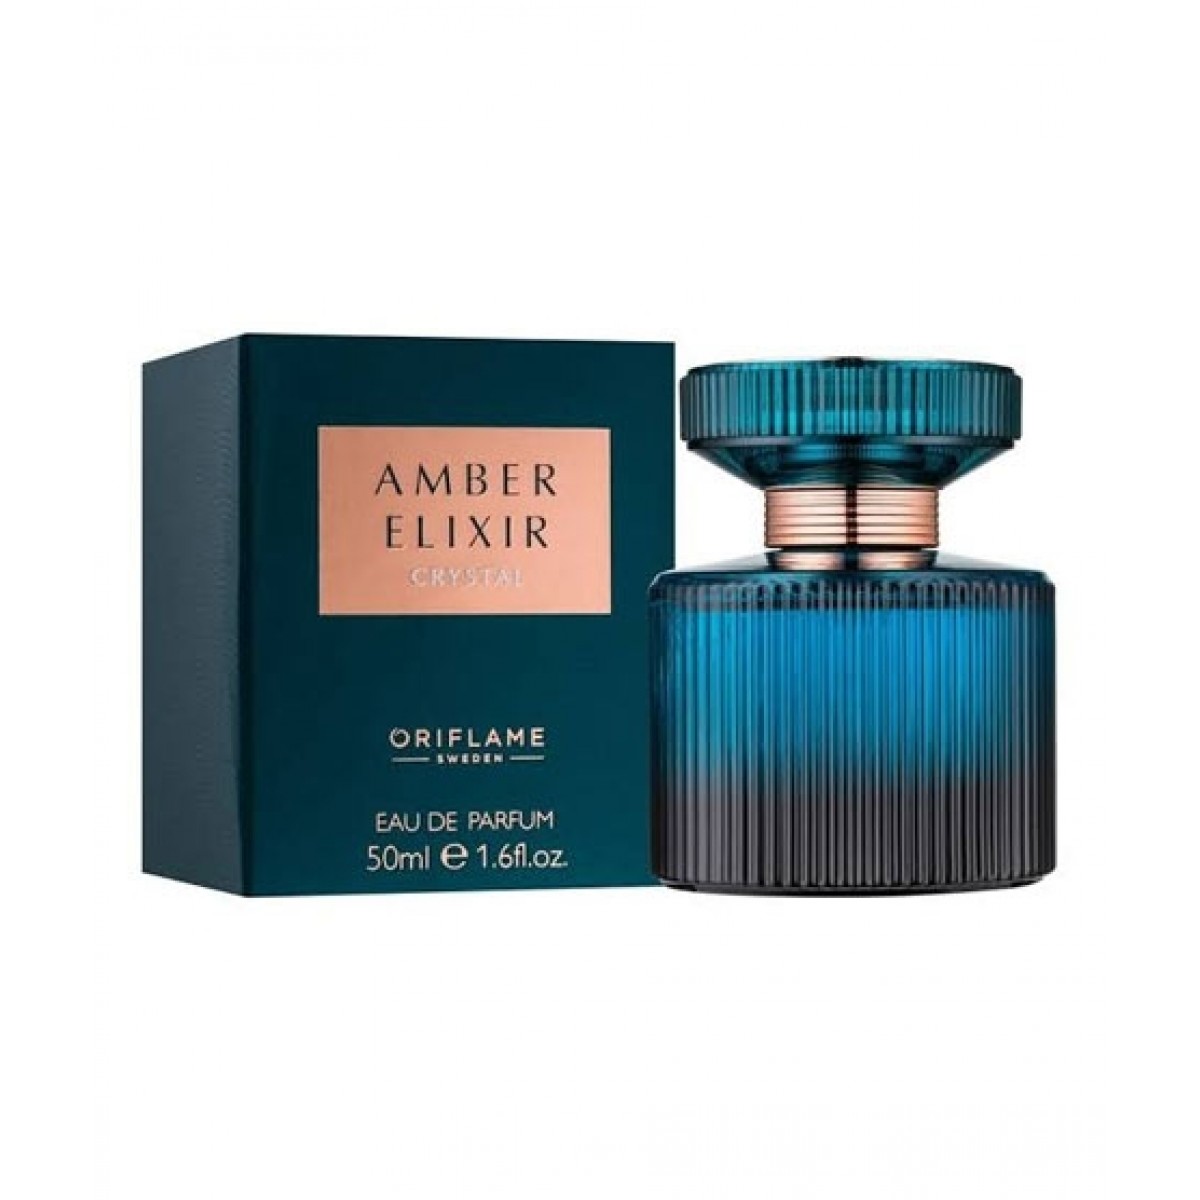 AMBER
ELIXIR
CRYSTAL
ORIFLAME
SWEDEN
EAU DE PARFUM
50ml ℮ 1.6fl.oz.